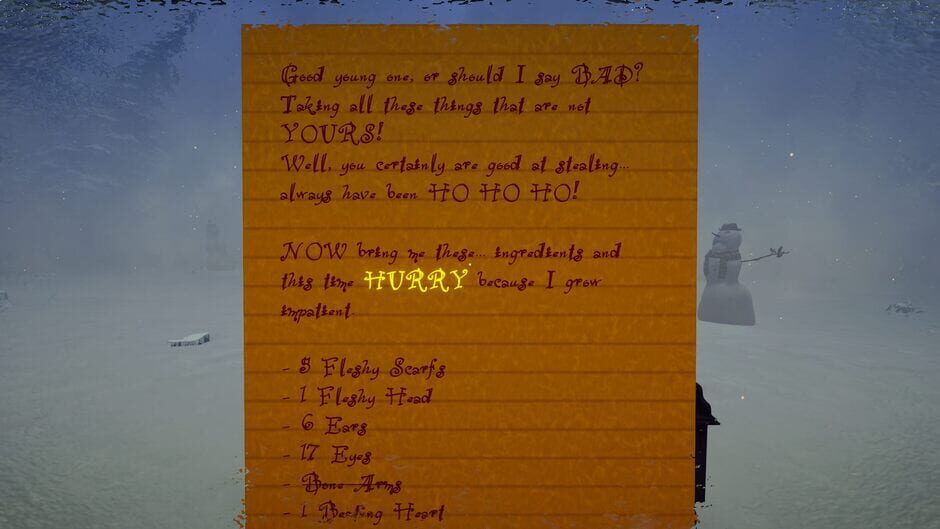 Good young one, or should I say BAD?
Taking all these things that are not
YOURS!
Well, you certainly are good at stealing...
always have been HO HO HO!
NOW bring me these... ingredients and
this time HURRY because I grow
impatient.
- 5 Fleshy Scarfs
- 1 Fleshy Head
- 6 Ears
- 17 Eyes
- Bone Arms
- 1 Beating Heart